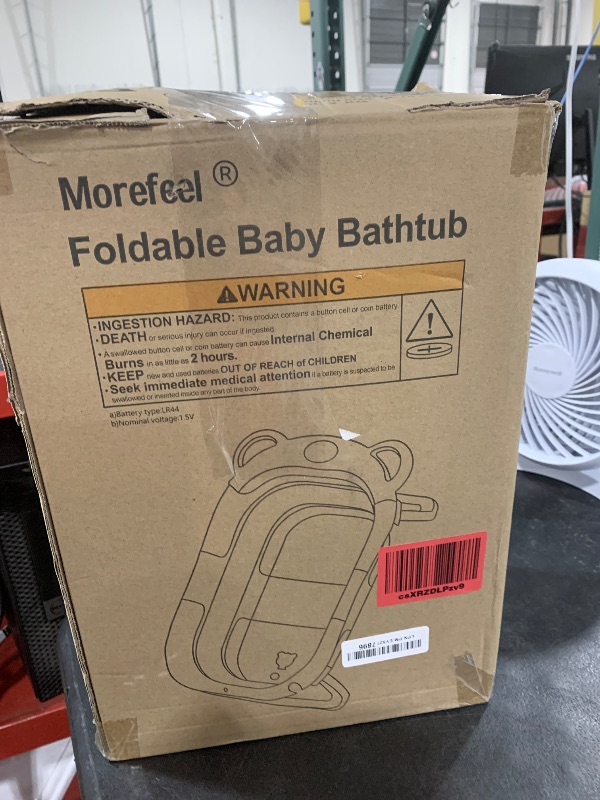 Morefeel ®
Foldable Baby Bathtub
⚠WARNING
·INGESTION HAZARD: This product contains a button cell or coin battery.
·DEATH or serious injury can occur if ingested.
·A swallowed button cell or coin battery can cause Internal Chemical
Burns in as little as 2 hours.
·KEEP new and used batteries OUT OF REACH of CHILDREN
·Seek immediate medical attention if a battery is suspected to be
swallowed or inserted inside any part of the body.
a)Battery type:LR44
b)Nominal voltage:1.5V
csXRZDLPzv9
Honeywell